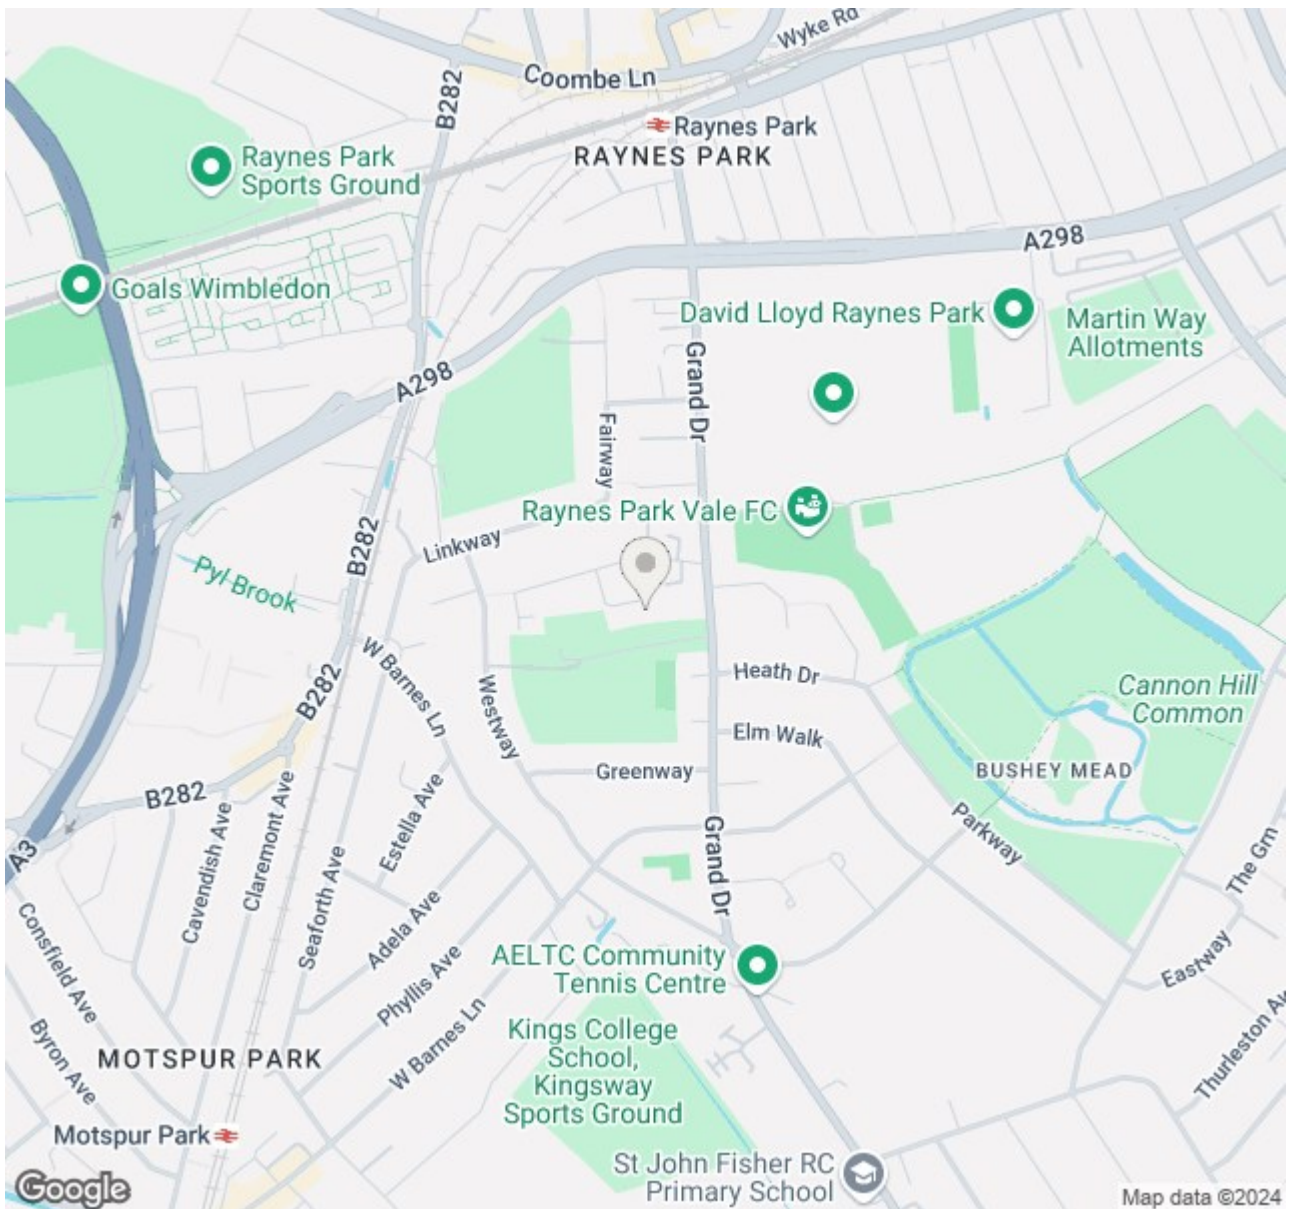 Wyke Rd
Coombe Ln
B282
Raynes Park
RAYNES PARK
Raynes Park
Sports Ground
A298
Goals Wimbledon
David Lloyd Raynes Park
Martin Way
Allotments
Grand Dr
A298
Fairway
Raynes Park Vale FC
Linkway
B282
Pyl Brook
W Barnes Ln
Heath Dr
B282
Westway
Cannon Hill
Common
Elm Walk
Greenway
BUSHEY MEAD
B282
Estella Ave
Claremont Ave
Cavendish Ave
Parkway
A3
Grand Dr
The Grn
Seaforth Ave
Adela Ave
Consfield Ave
AELTC Community
Tennis Centre
Eastway
Phyllis Ave
Thurleston Av
W Barnes Ln
Kings College
School,
Kingsway
Sports Ground
Byron Ave
MOTSPUR PARK
Motspur Park
St John Fisher RC
Primary School
Google
Map data ©2024